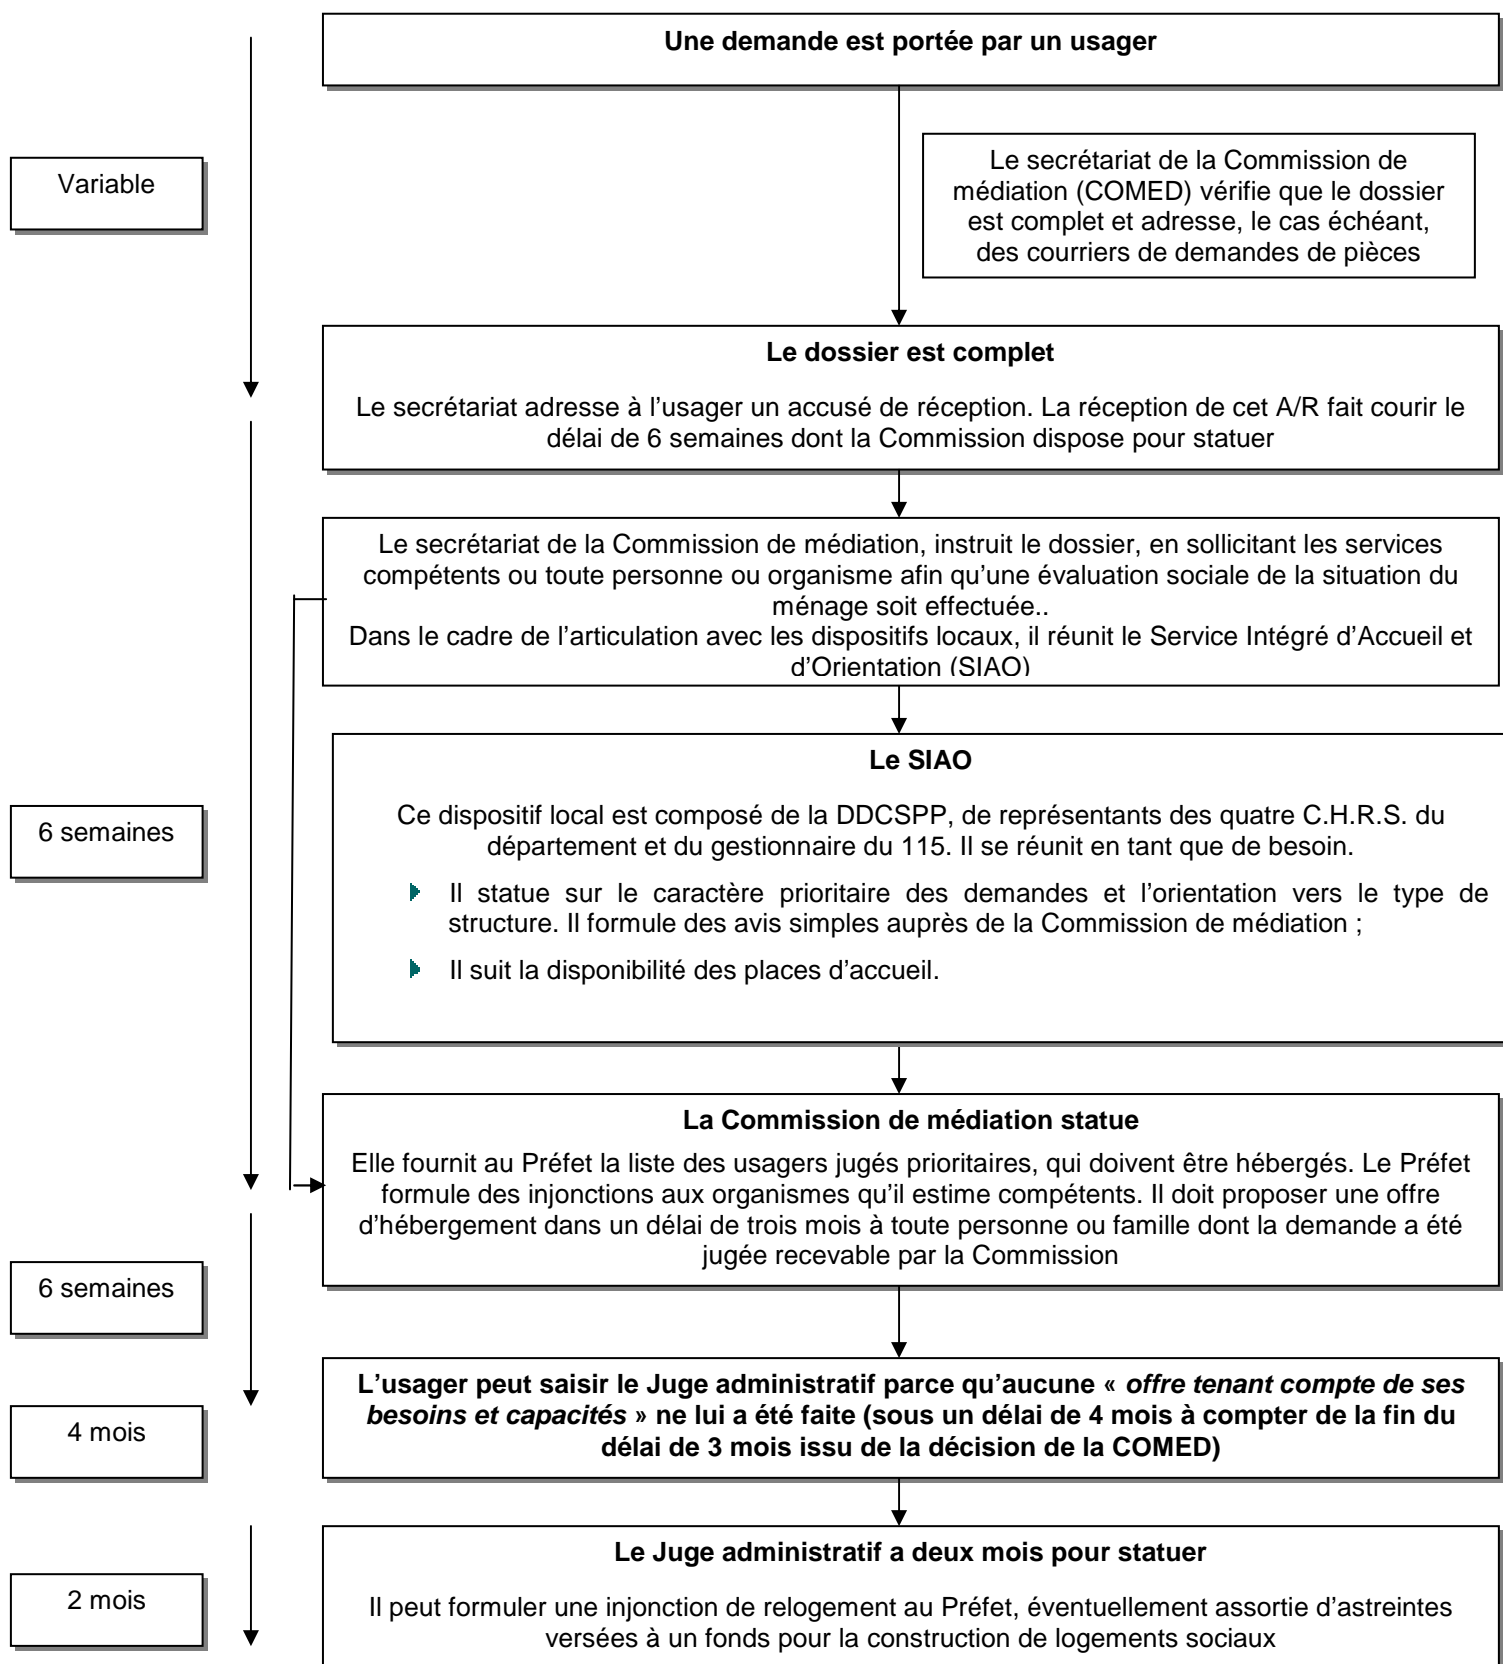 Une demande est portée par un usager
Variable
Le secrétariat de la Commission de
médiation (COMED) vérifie que le dossier
est complet et adresse, le cas échéant,
des courriers de demandes de pièces
Le dossier est complet
Le secrétariat adresse à l’usager un accusé de réception. La réception de cet A/R fait courir le
délai de 6 semaines dont la Commission dispose pour statuer
Le secrétariat de la Commission de médiation, instruit le dossier, en sollicitant les services
compétents ou toute personne ou organisme afin qu’une évaluation sociale de la situation du
ménage soit effectuée..
Dans le cadre de l’articulation avec les dispositifs locaux, il réunit le Service Intégré d’Accueil et
d’Orientation (SIAO)
Le SIAO
6 semaines
Ce dispositif local est composé de la DDCSPP, de représentants des quatre C.H.R.S. du
département et du gestionnaire du 115. Il se réunit en tant que de besoin.
Il statue sur le caractère prioritaire des demandes et l’orientation vers le type de
structure. Il formule des avis simples auprès de la Commission de médiation ;
Il suit la disponibilité des places d’accueil.
La Commission de médiation statue
Elle fournit au Préfet la liste des usagers jugés prioritaires, qui doivent être hébergés. Le Préfet
formule des injonctions aux organismes qu’il estime compétents. Il doit proposer une offre
d’hébergement dans un délai de trois mois à toute personne ou famille dont la demande a été
jugée recevable par la Commission
6 semaines
L’usager peut saisir le Juge administratif parce qu’aucune « offre tenant compte de ses
besoins et capacités » ne lui a été faite (sous un délai de 4 mois à compter de la fin du
délai de 3 mois issu de la décision de la COMED)
4 mois
Le Juge administratif a deux mois pour statuer
2 mois
Il peut formuler une injonction de relogement au Préfet, éventuellement assortie d’astreintes
versées à un fonds pour la construction de logements sociaux